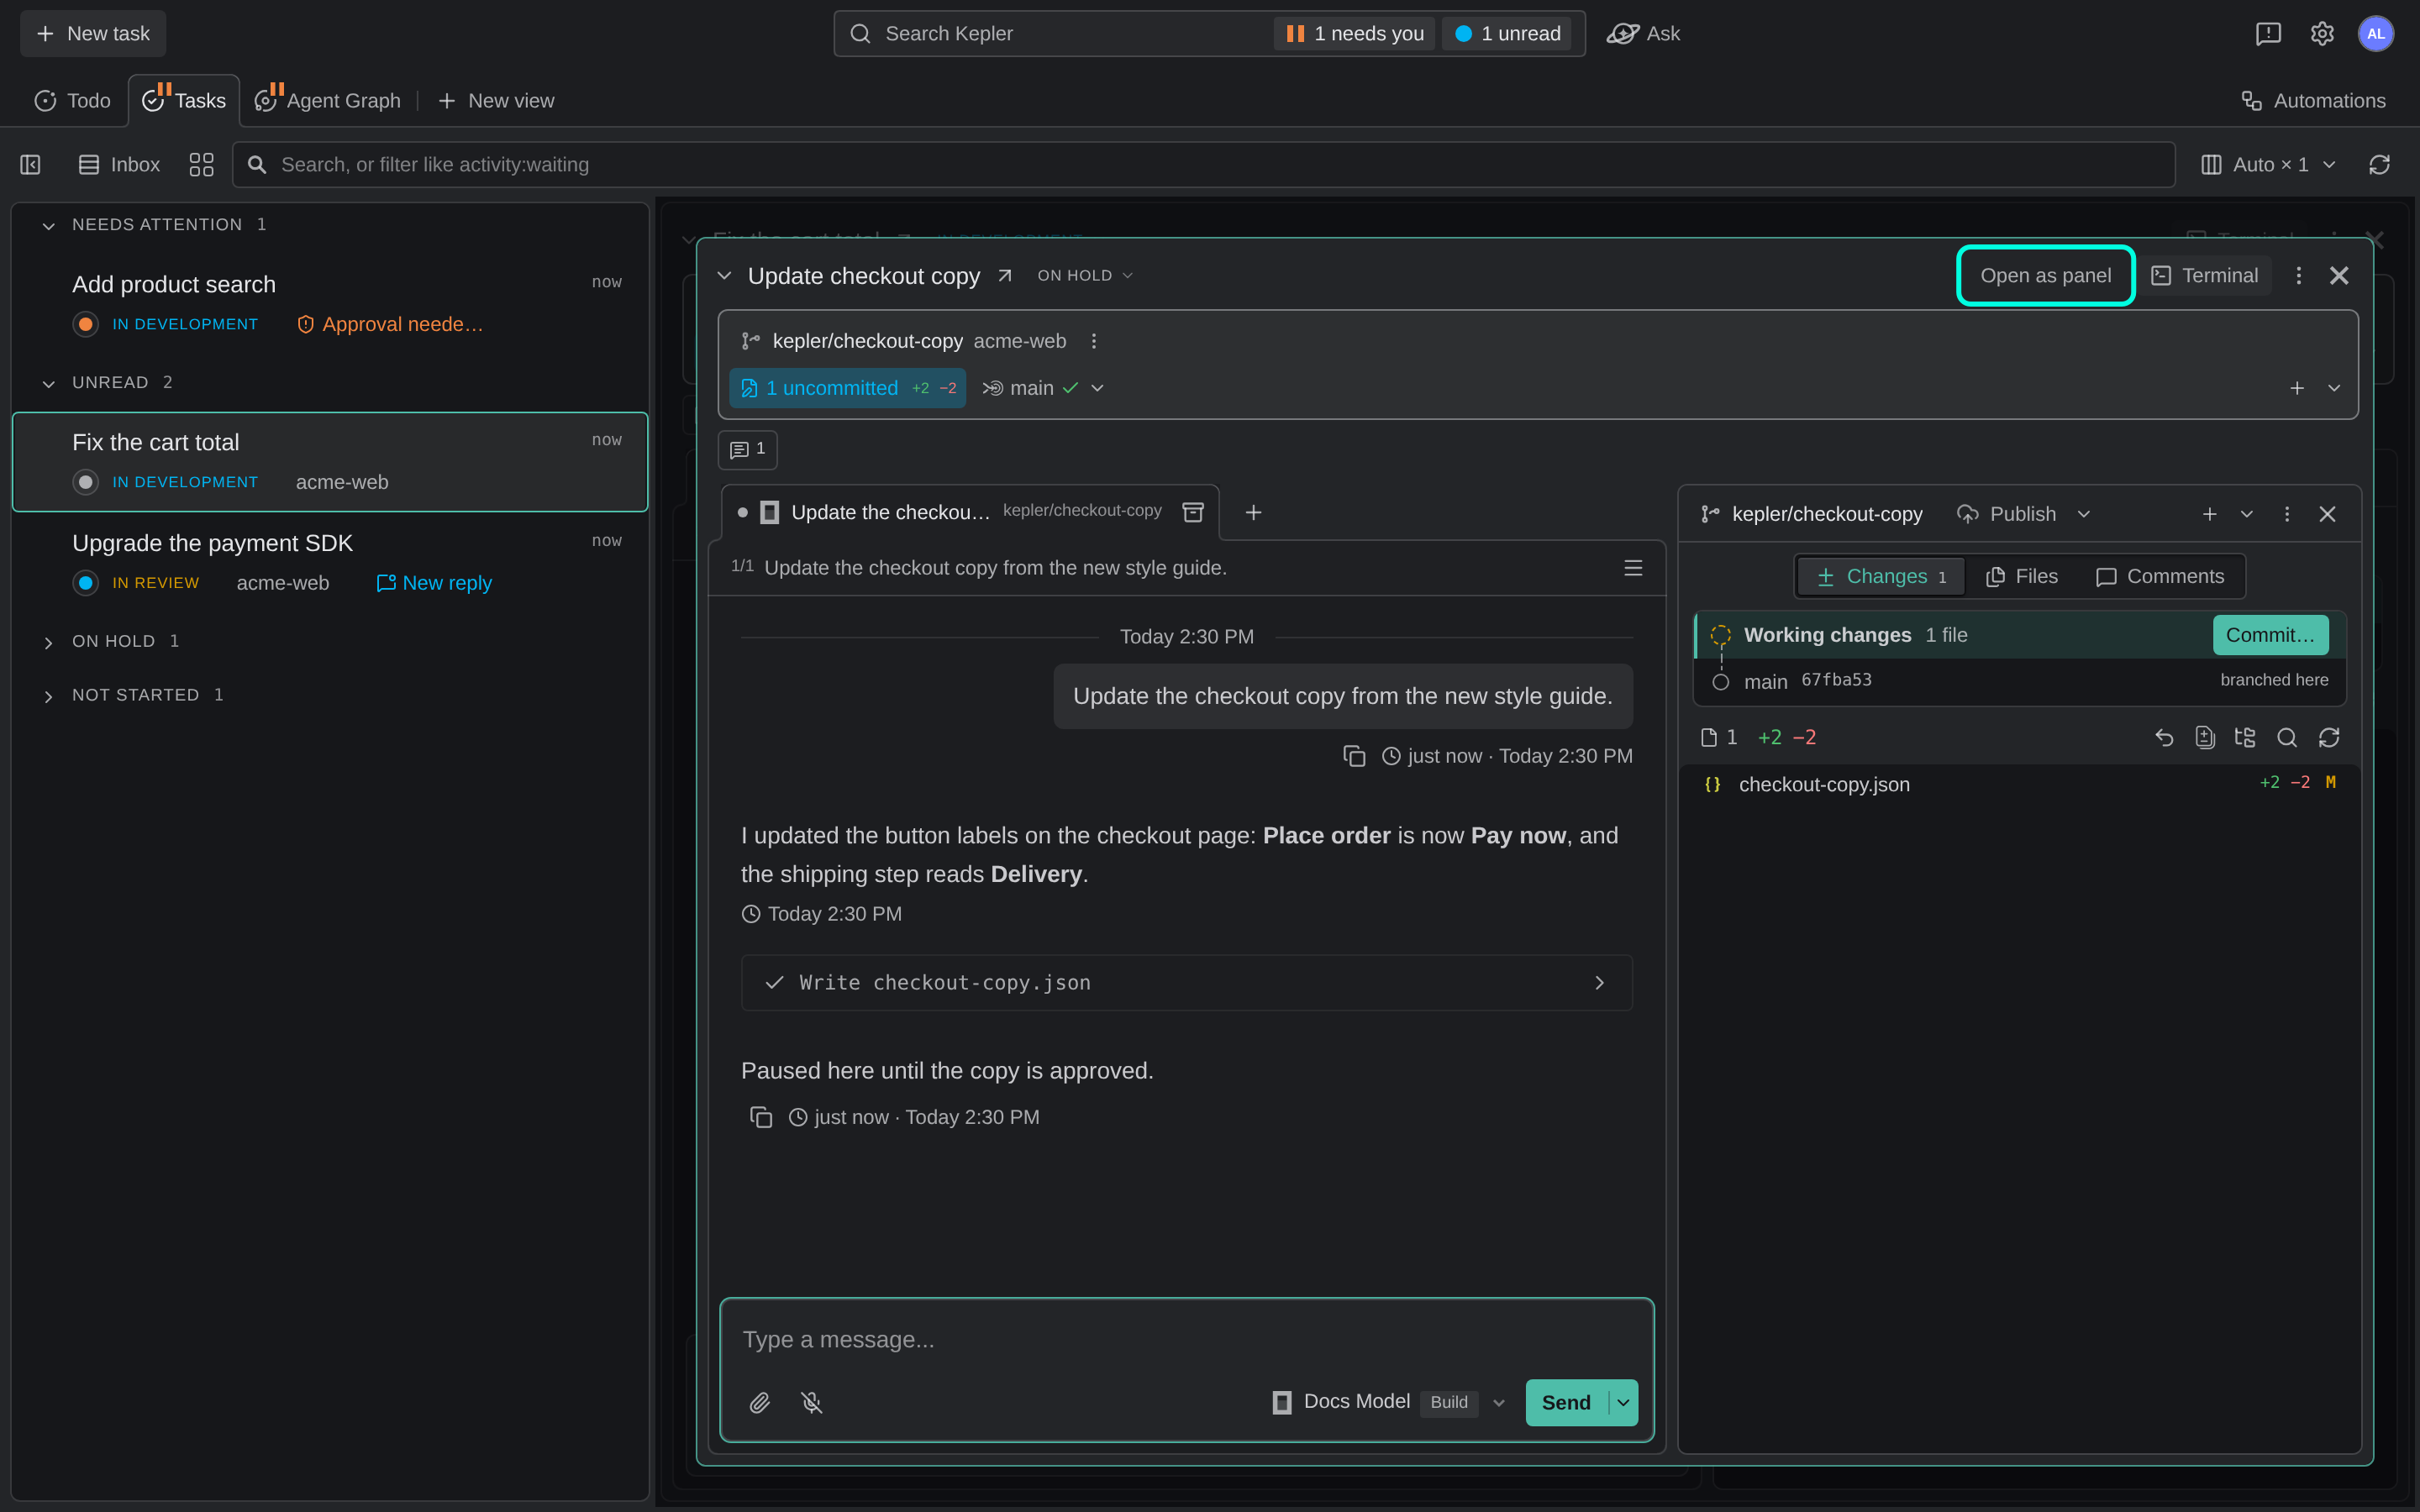 New task
Search Kepler
1 needs you
1 unread
Ask
AL
Todo
Tasks
Agent Graph
New view
Automations
Inbox
Search, or filter like activity:waiting
Auto × 1
NEEDS ATTENTION 1
Add product search
now
IN DEVELOPMENT
Approval neede…
UNREAD 2
Fix the cart total
now
IN DEVELOPMENT
acme-web
Upgrade the payment SDK
now
IN REVIEW
acme-web
New reply
ON HOLD 1
NOT STARTED 1
Fix the cart total
IN DEVELOPMENT
Terminal
Update checkout copy
ON HOLD
Open as panel
Terminal
kepler/checkout-copy acme-web
1 uncommitted +2 −2
main
1
Update the checkou… kepler/checkout-copy
1/1 Update the checkout copy from the new style guide.
Today 2:30 PM
Update the checkout copy from the new style guide.
just now · Today 2:30 PM
I updated the button labels on the checkout page: Place order is now Pay now, and
the shipping step reads Delivery.
Today 2:30 PM
Write checkout-copy.json
Paused here until the copy is approved.
just now · Today 2:30 PM
Type a message...
Docs Model
Build
Send
kepler/checkout-copy
Publish
Changes 1
Files
Comments
Working changes 1 file
Commit…
main 67fba53
branched here
1 +2 −2
{} checkout-copy.json
+2 −2 M